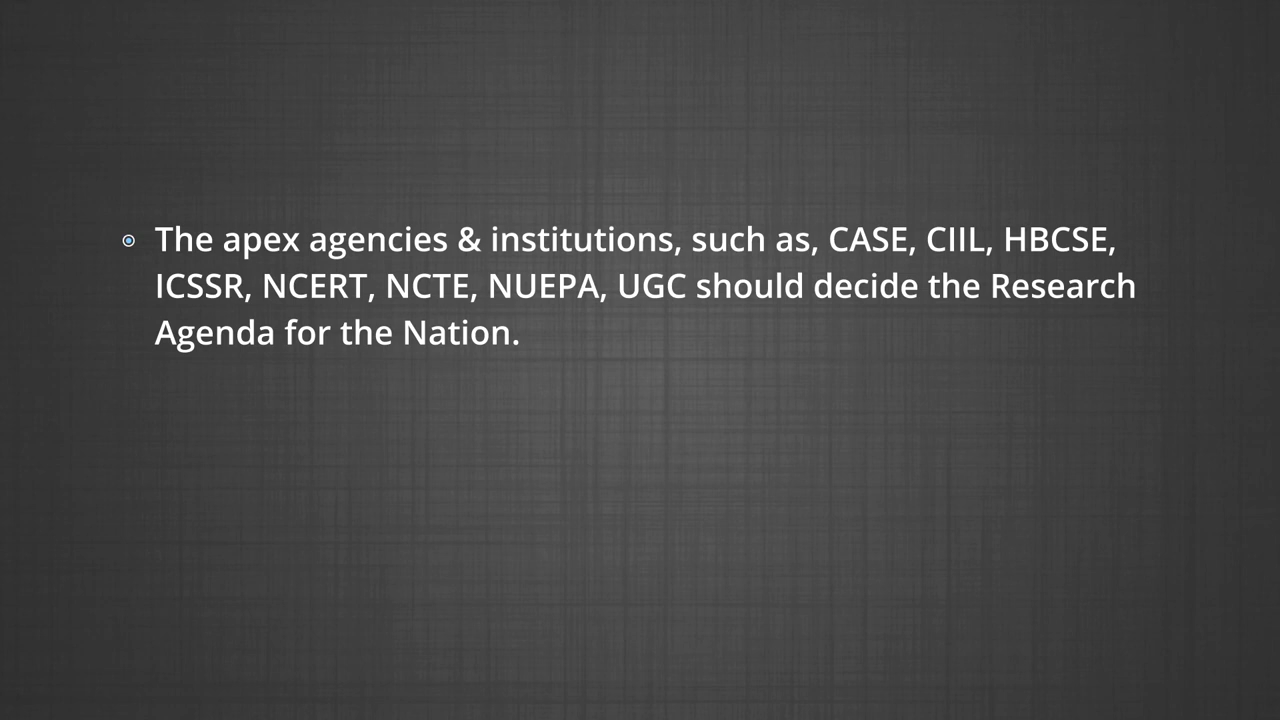 The apex agencies & institutions, such as, CASE, CIIL, HBCSE,
ICSSR, NCERT, NCTE, NUEPA, UGC should decide the Research
Agenda for the Nation.